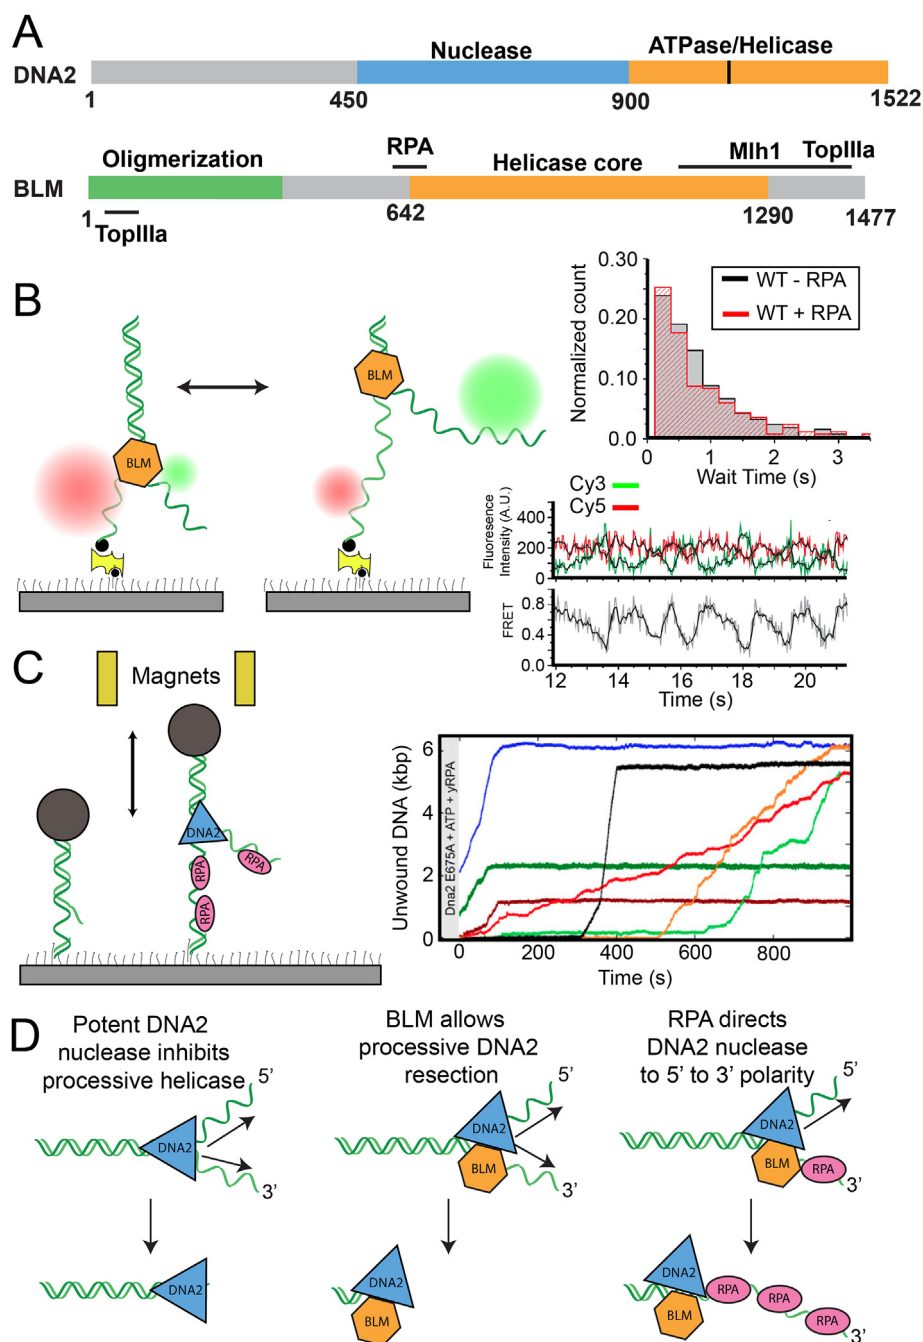 A
Nuclease
ATPase/Helicase
DNA2
1
450
900
1522
Oligmerization
RPA
Helicase core
Mlh1
TopIIIa
BLM
1
642
1290
1477
TopIIIa
B
BLM
BLM
0.30
0.20
0.10
0.0
Normalized count
WT - RPA
WT + RPA
0
1
2
3
Wait Time (s)
Cy3
Cy5
Fluoresence
Intensity (A.U.)
400
200
0
FRET
0.8
0.4
0.0
12
14
16
18
20
Time (s)
C
Magnets
DNA2
RPA
RPA
RPA
Unwound DNA (kbp)
6
4
2
0
Dna2 E675A + ATP + yRPA
0
200
400
600
800
Time (s)
D
Potent DNA2
nuclease inhibits
processive helicase
5’
DNA2
3’
DNA2
BLM allows
processive DNA2
resection
5’
DNA2
BLM
3’
DNA2
BLM
RPA directs
DNA2 nuclease
to 5’ to 3’ polarity
5’
DNA2
BLM
RPA
3’
DNA2
BLM
RPA
RPA
RPA
3’